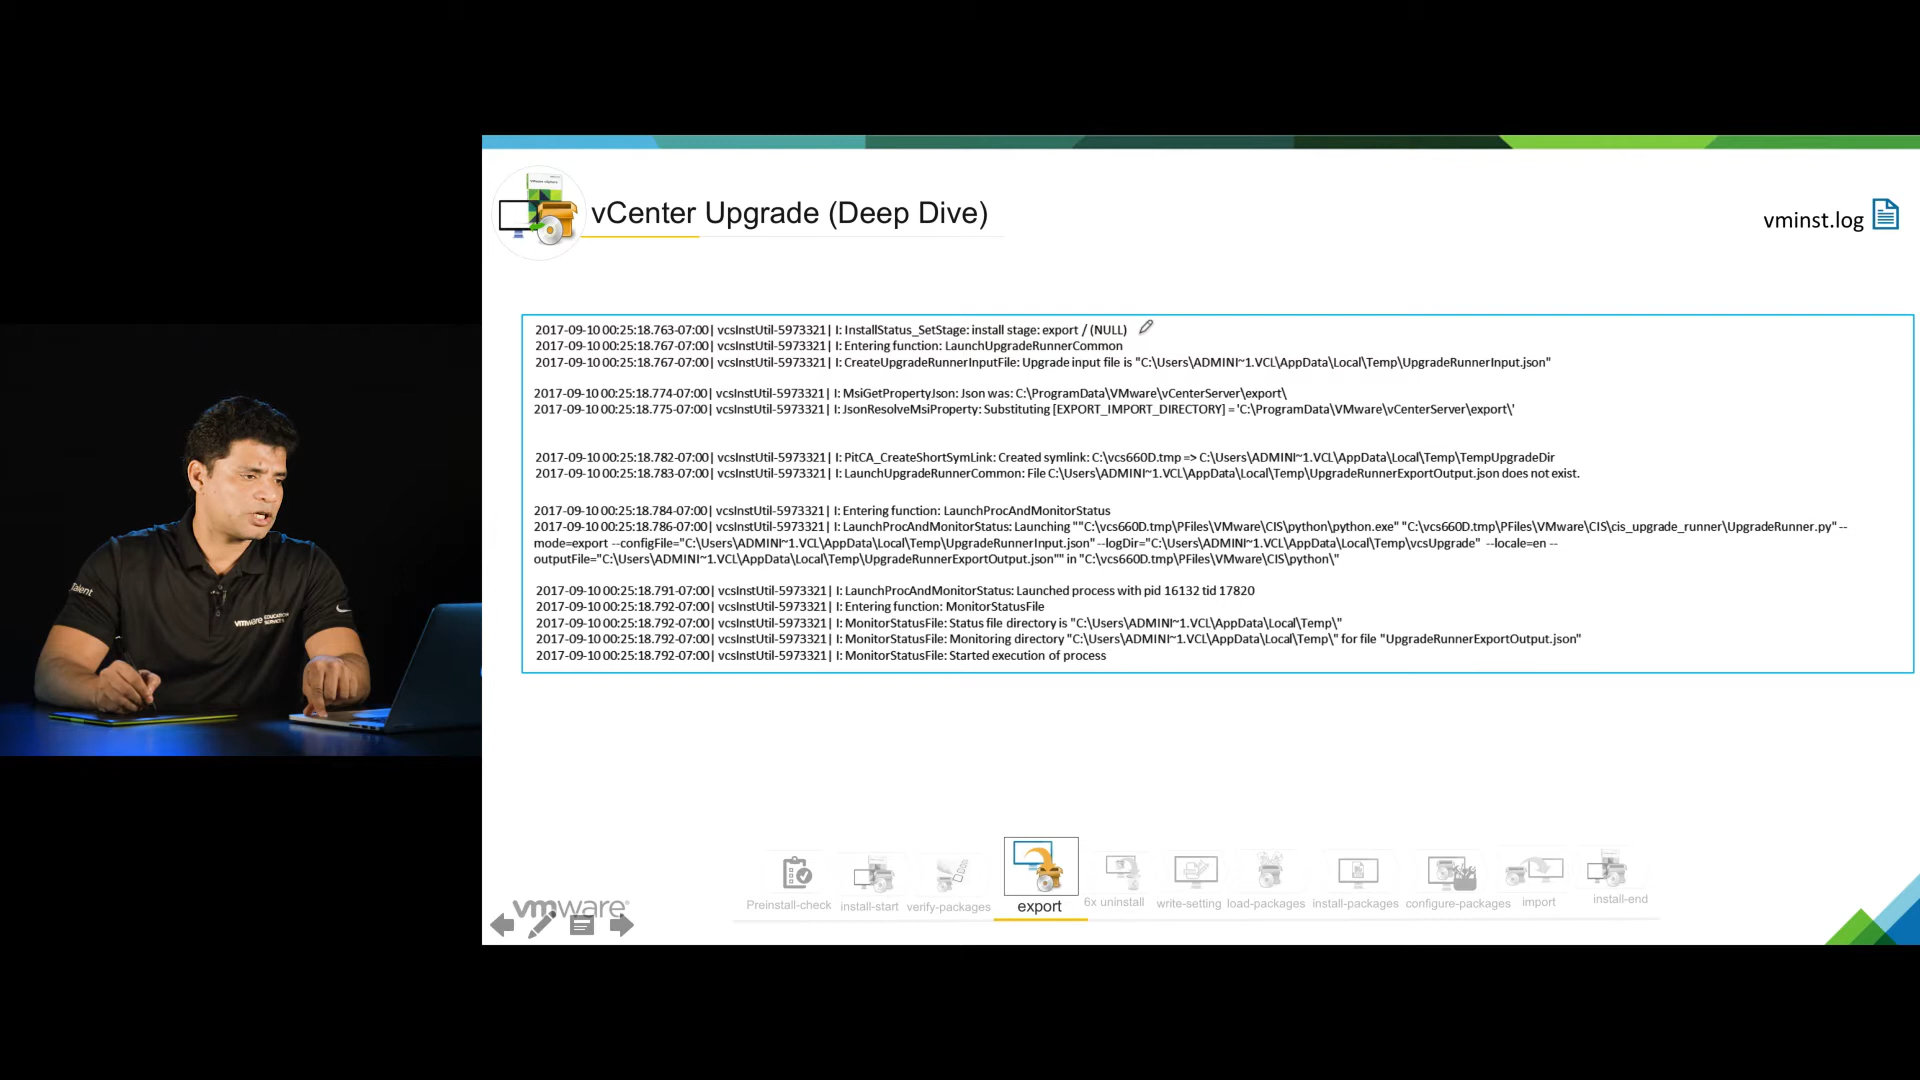 vCenter Upgrade (Deep Dive)
vminst.log
2017-09-10 00:25:18.763-07:00| vcsInstUtil-5973321| I: InstallStatus_SetStage: install stage: export / (NULL)
2017-09-10 00:25:18.767-07:00| vcsInstUtil-5973321| I: Entering function: LaunchUpgradeRunnerCommon
2017-09-10 00:25:18.767-07:00| vcsInstUtil-5973321| I: CreateUpgradeRunnerInputFile: Upgrade input file is "C:\Users\ADMINI~1.VCL\AppData\Local\Temp\UpgradeRunnerInput.json"
2017-09-10 00:25:18.774-07:00| vcsInstUtil-5973321| I: MsiGetPropertyJson: Json was: C:\ProgramData\VMware\vCenterServer\export\
2017-09-10 00:25:18.775-07:00| vcsInstUtil-5973321| I: JsonResolveMsiProperty: Substituting [EXPORT_IMPORT_DIRECTORY] = 'C:\ProgramData\VMware\vCenterServer\export\'
2017-09-10 00:25:18.782-07:00| vcsInstUtil-5973321| I: PitCA_CreateShortSymLink: Created symlink: C:\vcs660D.tmp => C:\Users\ADMINI~1.VCL\AppData\Local\Temp\TempUpgradeDir
2017-09-10 00:25:18.783-07:00| vcsInstUtil-5973321| I: LaunchUpgradeRunnerCommon: File C:\Users\ADMINI~1.VCL\AppData\Local\Temp\UpgradeRunnerExportOutput.json does not exist.
2017-09-10 00:25:18.784-07:00| vcsInstUtil-5973321| I: Entering function: LaunchProcAndMonitorStatus
2017-09-10 00:25:18.786-07:00| vcsInstUtil-5973321| I: LaunchProcAndMonitorStatus: Launching ""C:\vcs660D.tmp\PFiles\VMware\CIS\python\python.exe" "C:\vcs660D.tmp\PFiles\VMware\CIS\cis_upgrade_runner\UpgradeRunner.py" --
mode=export --configFile="C:\Users\ADMINI~1.VCL\AppData\Local\Temp\UpgradeRunnerInput.json" --logDir="C:\Users\ADMINI~1.VCL\AppData\Local\Temp\vcsUpgrade" --locale=en --
outputFile="C:\Users\ADMINI~1.VCL\AppData\Local\Temp\UpgradeRunnerExportOutput.json"" in "C:\vcs660D.tmp\PFiles\VMware\CIS\python\"
2017-09-10 00:25:18.791-07:00| vcsInstUtil-5973321| I: LaunchProcAndMonitorStatus: Launched process with pid 16132 tid 17820
2017-09-10 00:25:18.792-07:00| vcsInstUtil-5973321| I: Entering function: MonitorStatusFile
2017-09-10 00:25:18.792-07:00| vcsInstUtil-5973321| I: MonitorStatusFile: Status file directory is "C:\Users\ADMINI~1.VCL\AppData\Local\Temp\"
2017-09-10 00:25:18.792-07:00| vcsInstUtil-5973321| I: MonitorStatusFile: Monitoring directory "C:\Users\ADMINI~1.VCL\AppData\Local\Temp\" for file "UpgradeRunnerExportOutput.json"
2017-09-10 00:25:18.792-07:00| vcsInstUtil-5973321| I: MonitorStatusFile: Started execution of process
Talent
vmware EDUCATION SERVICES
Preinstall-check install-start verify-packages export 6x uninstall write-setting load-packages install-packages configure-packages import install-end
vmware®